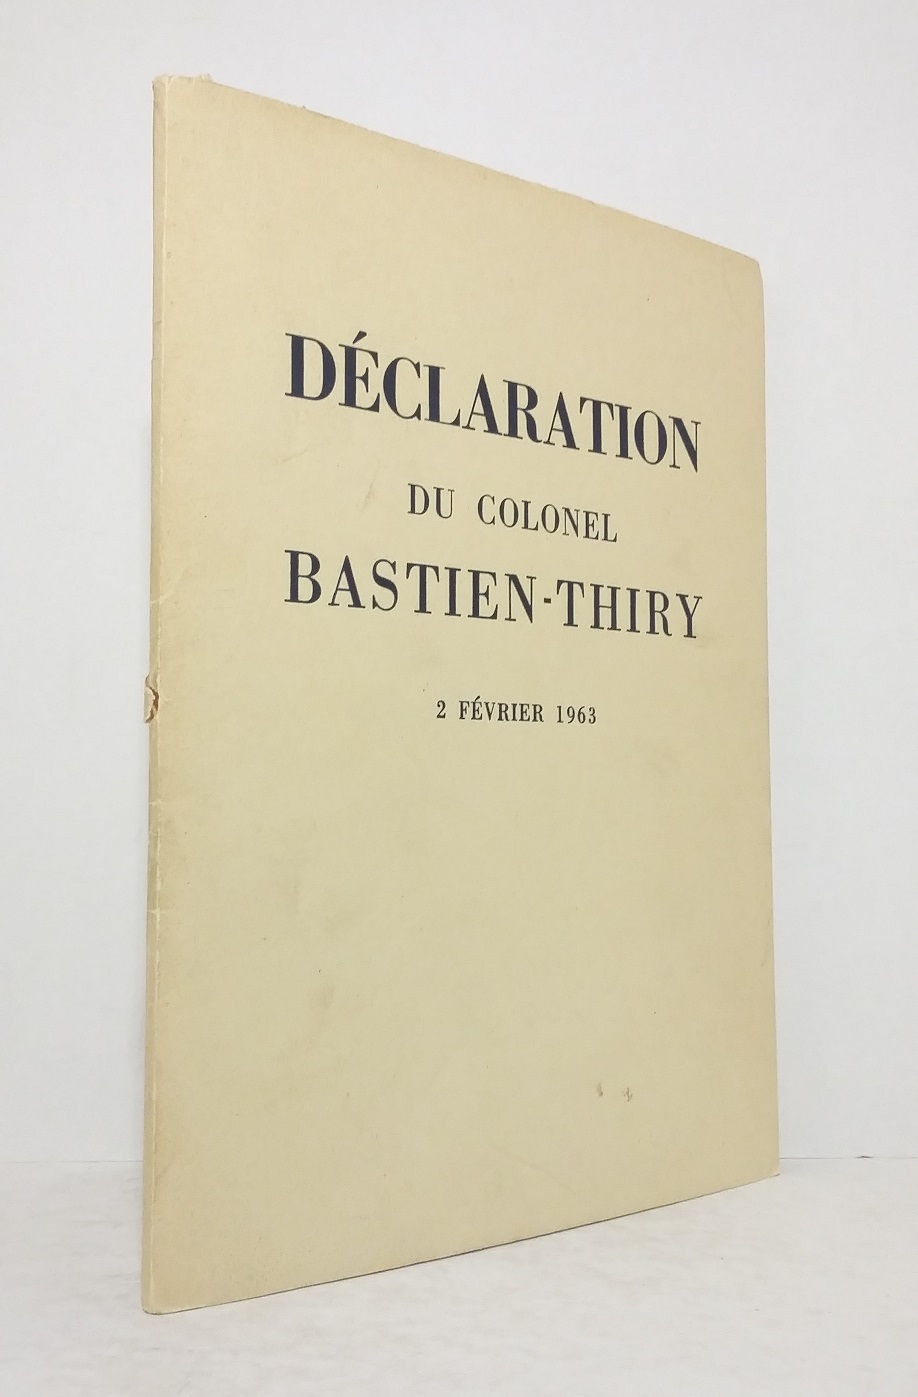 DÉCLARATION
DU COLONEL
BASTIEN-THIRY
2 FÉVRIER 1963